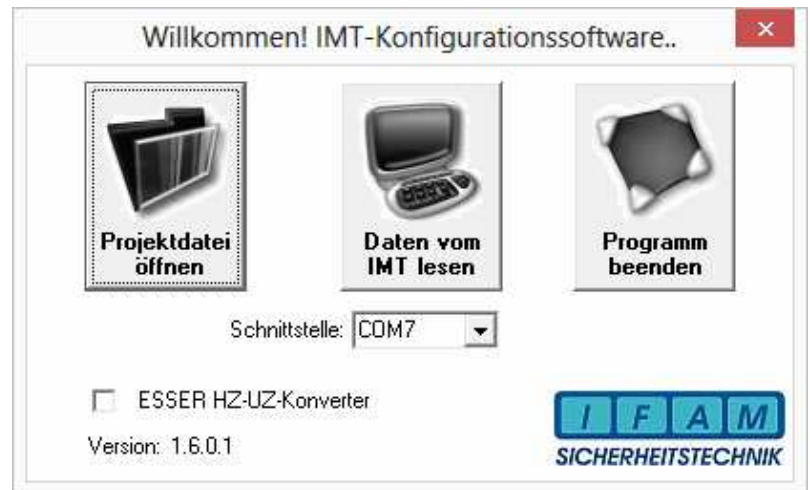 Willkommen! IMT-Konfigurationssoftware..
Projektdatei
öffnen
Daten vom
IMT lesen
Programm
beenden
Schnittstelle: COM7
ESSER HZ-UZ-Konverter
Version: 1.6.0.1
I F A M
SICHERHEITSTECHNIK